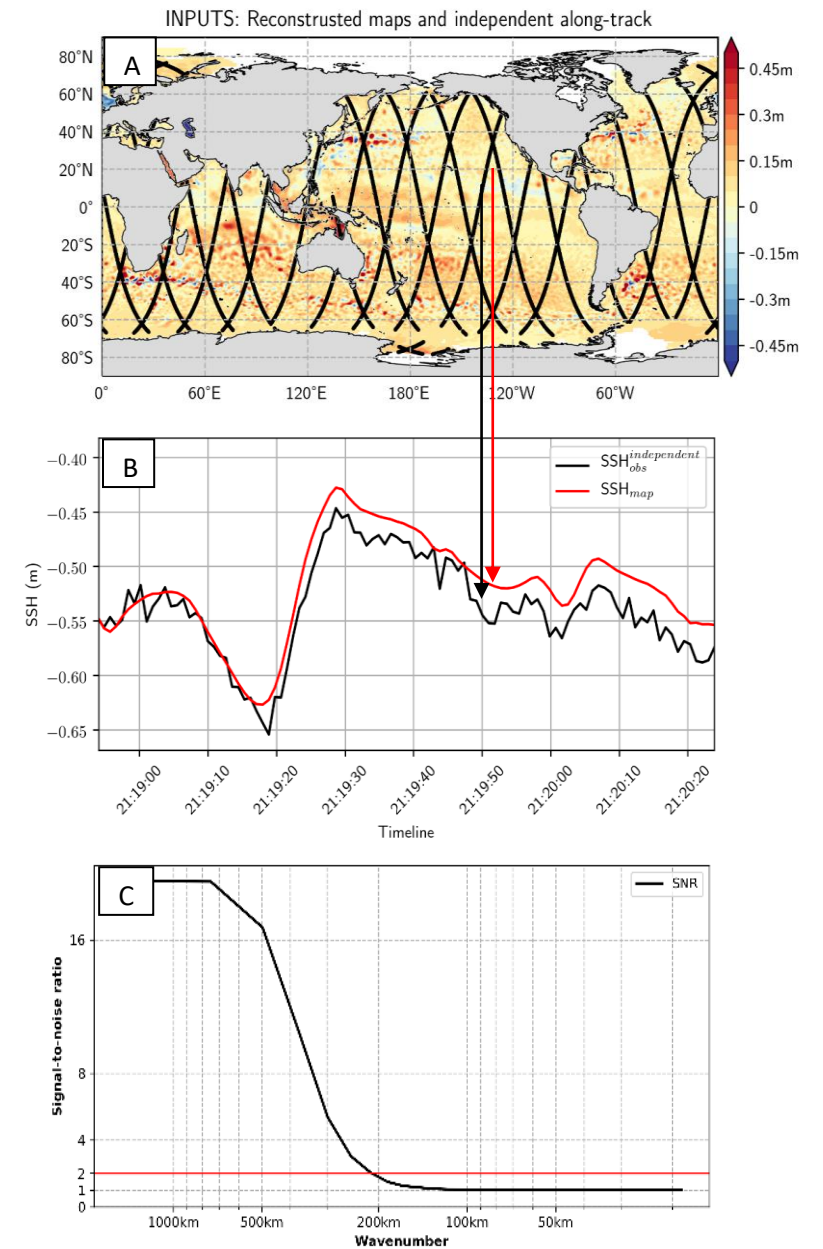 INPUTS: Reconstrusted maps and independent along-track
A
80°N
60°N
40°N
20°N
0°
20°S
40°S
60°S
80°S
0°
60°E
120°E
180°E
120°W
60°W
0.45m
0.3m
0.15m
0
-0.15m
-0.3m
-0.45m
B
SSH (m)
−0.40
−0.45
−0.50
−0.55
−0.60
−0.65
SSH_{obs}^{independent}
SSH_{map}
21:19:00
21:19:10
21:19:20
21:19:30
21:19:40
21:19:50
21:20:00
21:20:10
21:20:20
Timeline
C
SNR
Signal-to-noise ratio
16
8
4
2
1
0
1000km
500km
200km
100km
50km
Wavenumber